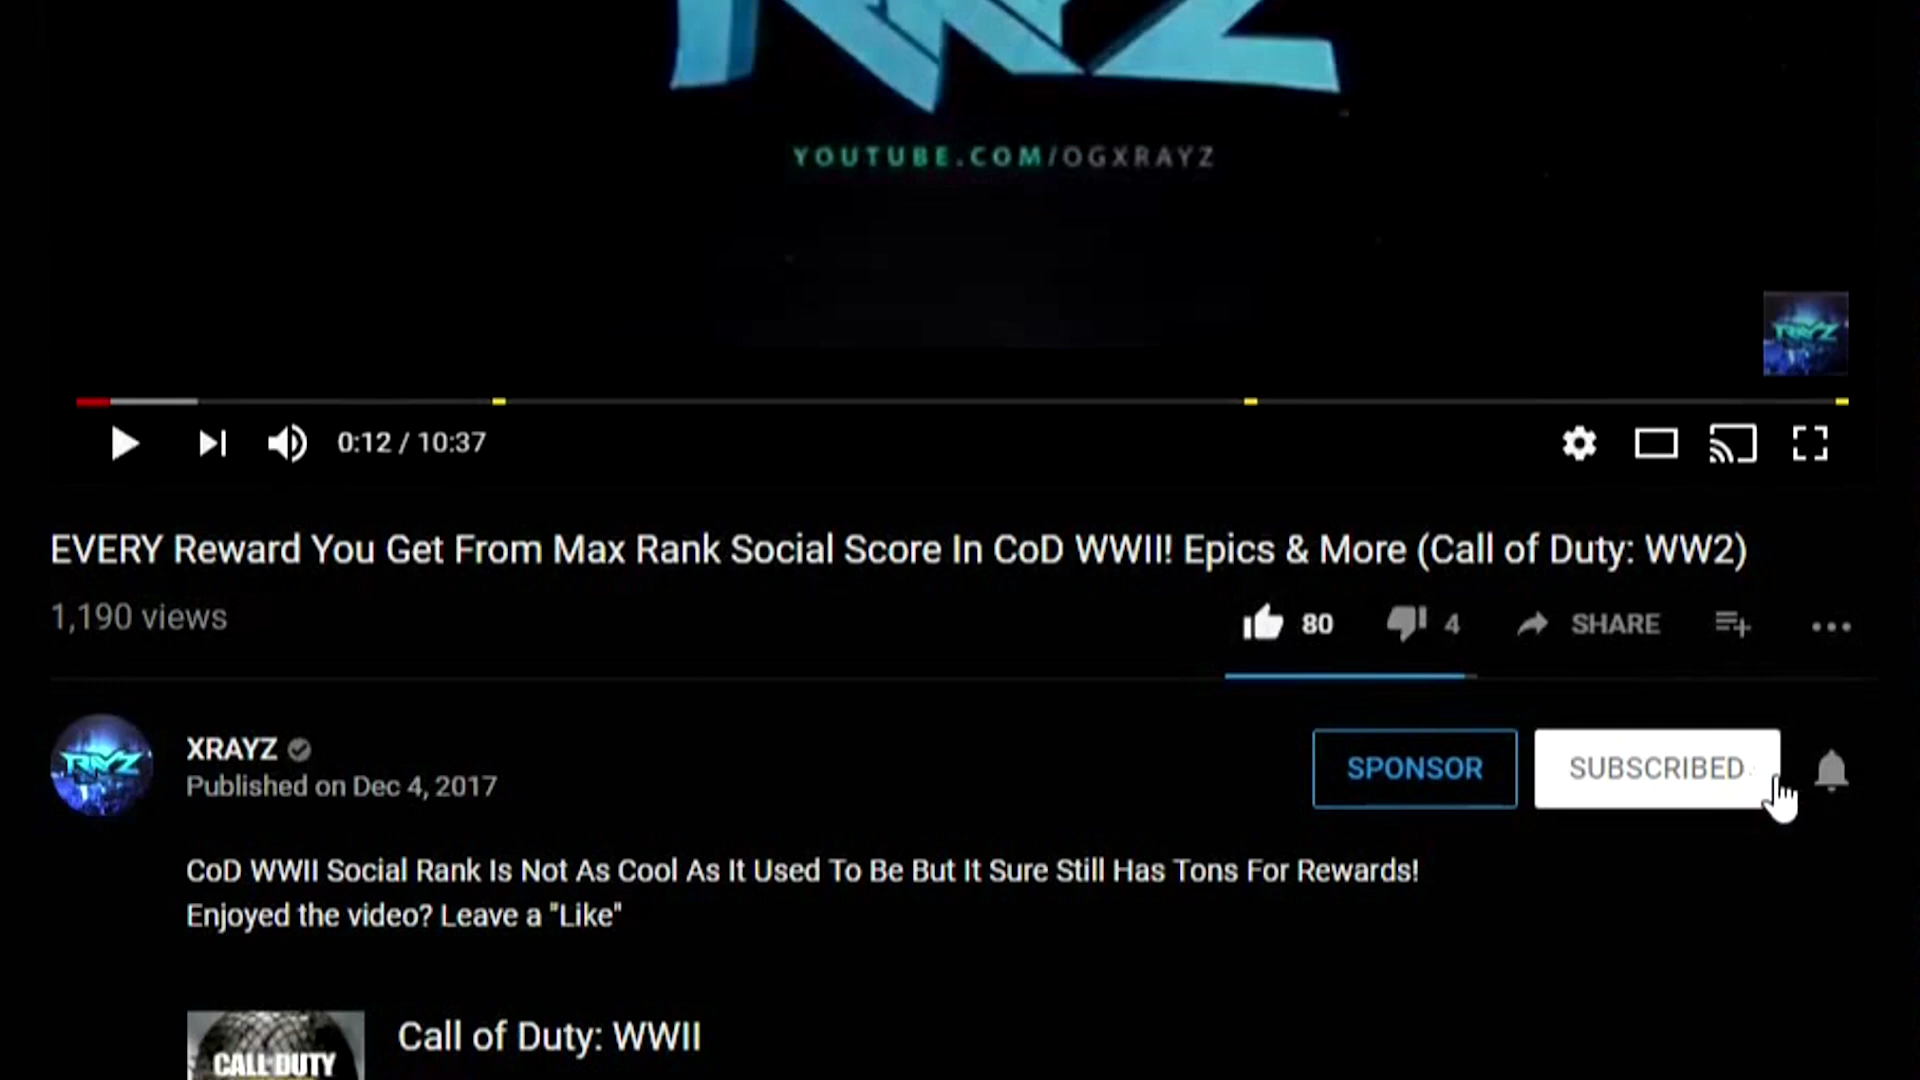 YOUTUBE.COM/OGXRAYZ
0:12 / 10:37
EVERY Reward You Get From Max Rank Social Score In CoD WWII! Epics & More (Call of Duty: WW2)
1,190 views
80
4
SHARE
XRAYZ
Published on Dec 4, 2017
SPONSOR
SUBSCRIBED
CoD WWII Social Rank Is Not As Cool As It Used To Be But It Sure Still Has Tons For Rewards!
Enjoyed the video? Leave a "Like"
Call of Duty: WWII
CALL OF DUTY